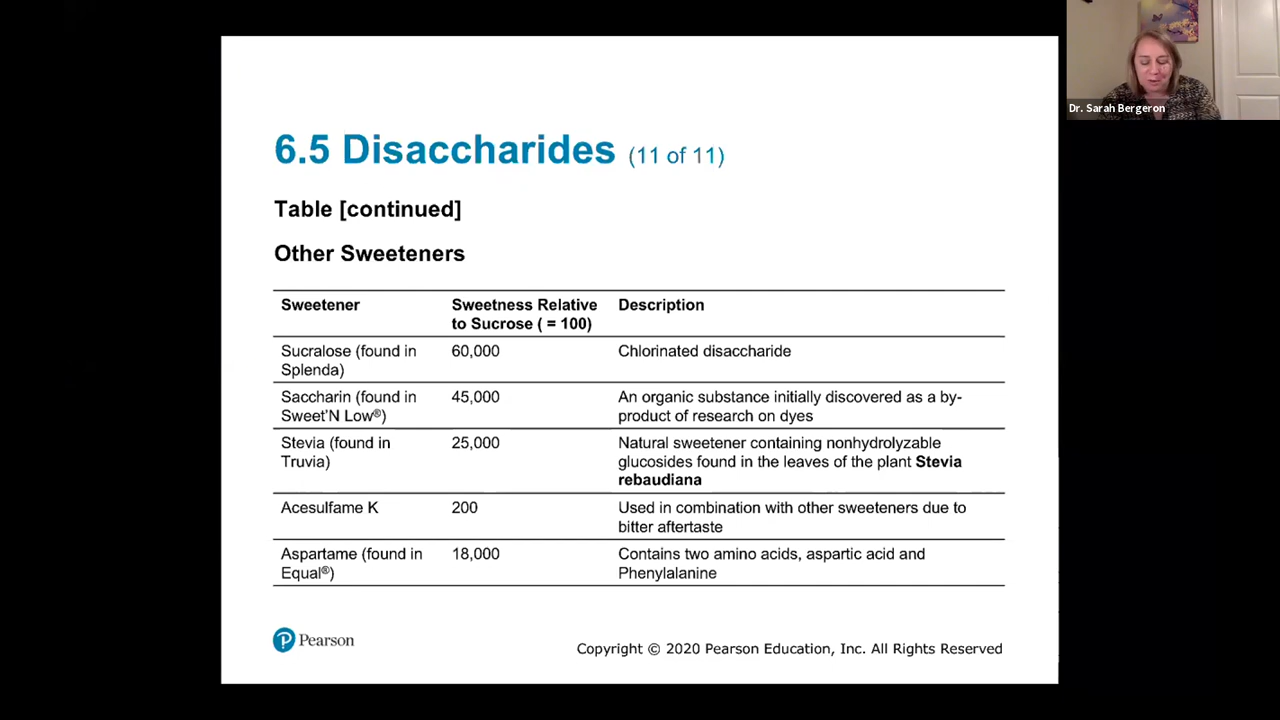 Dr. Sarah Bergeron
6.5 Disaccharides (11 of 11)
Table [continued]
Other Sweeteners
Sweetener
Sweetness Relative
to Sucrose ( = 100)
Description
Sucralose (found in
Splenda)
60,000
Chlorinated disaccharide
Saccharin (found in
Sweet'N Low®)
45,000
An organic substance initially discovered as a by-
product of research on dyes
Stevia (found in
Truvia)
25,000
Natural sweetener containing nonhydrolyzable
glucosides found in the leaves of the plant Stevia
rebaudiana
Acesulfame K
200
Used in combination with other sweeteners due to
bitter aftertaste
Aspartame (found in
Equal®)
18,000
Contains two amino acids, aspartic acid and
Phenylalanine
Pearson
Copyright © 2020 Pearson Education, Inc. All Rights Reserved